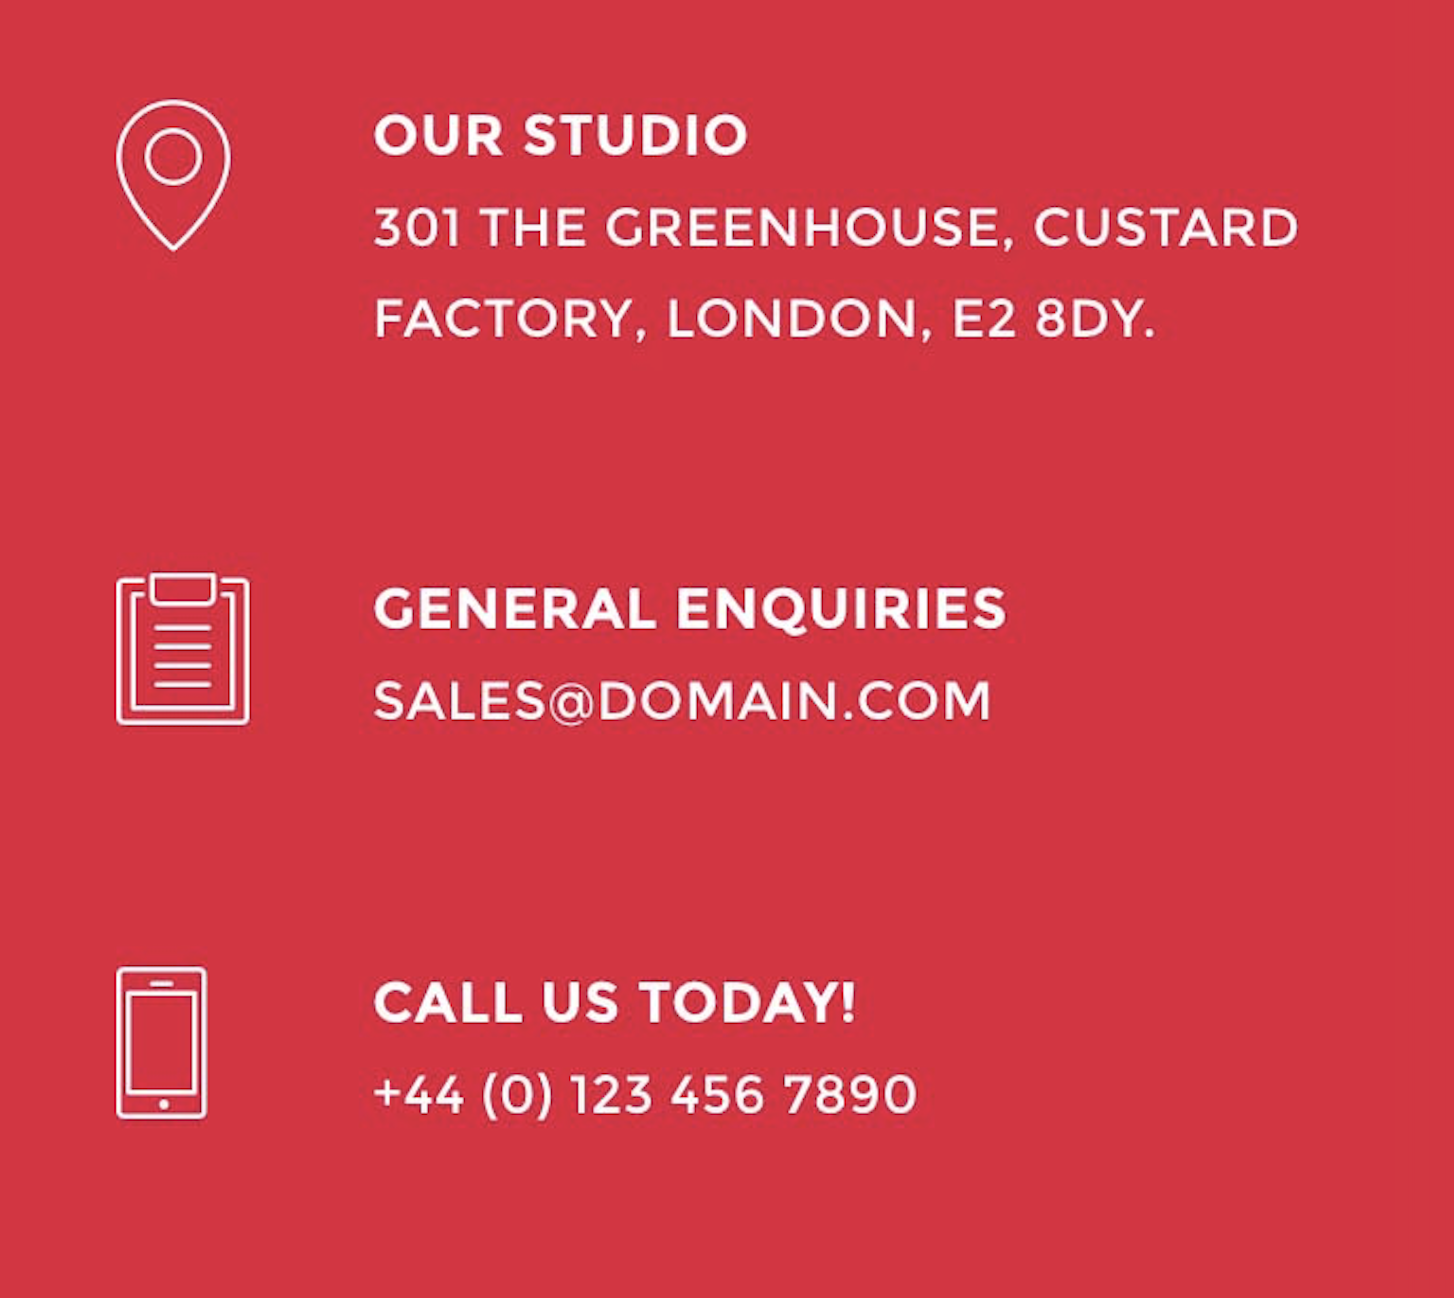 OUR STUDIO
301 THE GREENHOUSE, CUSTARD
FACTORY, LONDON, E2 8DY.
GENERAL ENQUIRIES
SALES@DOMAIN.COM
CALL US TODAY!
+44 (0) 123 456 7890